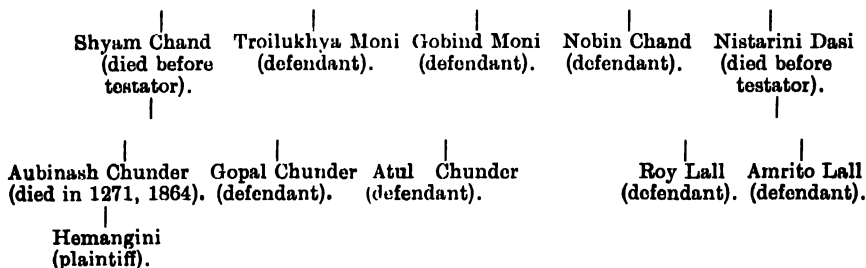 Shyam Chand Troilukhya Moni Gobind Moni Nobin Chand Nistarini Dasi
(died before (defendant). (defendant). (defendant). (died before
testator). testator).
Aubinash Chunder Gopal Chunder Atul Chunder Roy Lall Amrito Lall
(died in 1271, 1864). (defendant). (defendant). (defendant). (defendant).
Hemangini
(plaintiff).